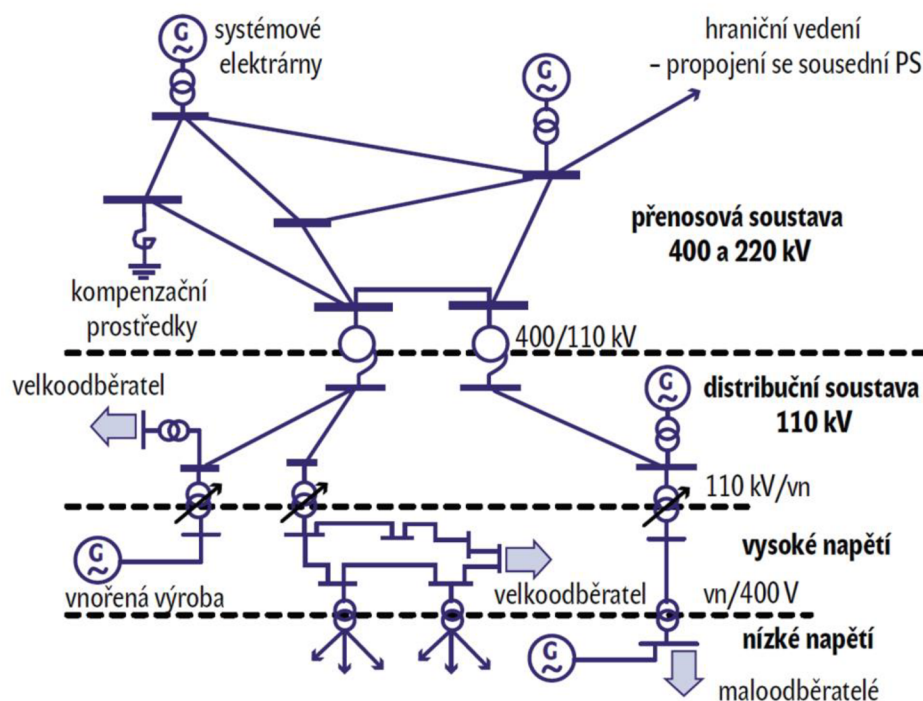 G
~
systémové
elektrárny
G
~
hraniční vedení
– propojení se sousední PS
přenosová soustava
400 a 220 kV
kompenzační
prostředky
400/110 kV
velkoodběratel
G
~
distribuční soustava
110 kV
110 kV/vn
vysoké napětí
G
~
vnořená výroba
velkoodběratel
vn/400 V
nízké napětí
G
~
maloodběratelé